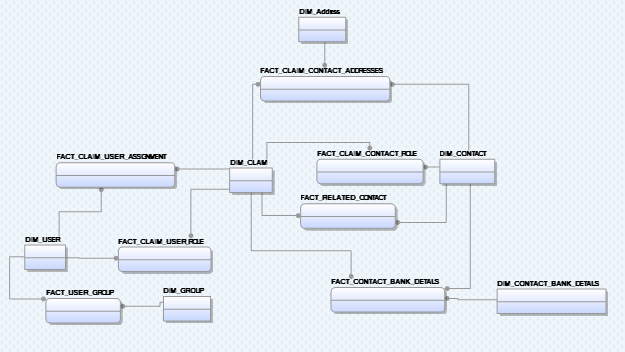 DIM_Address
FACT_CLAIM_CONTACT_ADDRESSES
FACT_CLAIM_USER_ASSIGNMENT
DIM_CLAIM
FACT_CLAIM_CONTACT_ROLE
DIM_CONTACT
FACT_RELATED_CONTACT
DIM_USER
FACT_CLAIM_USER_ROLE
FACT_USER_GROUP
DIM_GROUP
FACT_CONTACT_BANK_DETAILS
DIM_CONTACT_BANK_DETAILS